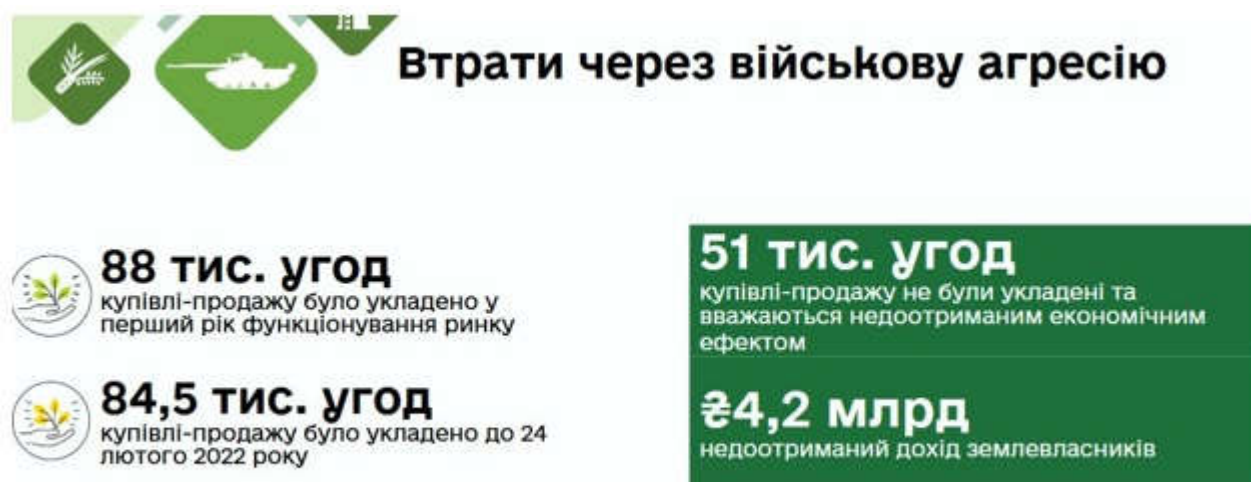 Втрати через військову агресію
88 тис. угод
купівлі-продажу було укладено у
перший рік функціонування ринку
84,5 тис. угод
купівлі-продажу було укладено до 24
лютого 2022 року
51 тис. угод
купівлі-продажу не були укладені та
вважаються недоотриманим економічним
ефектом
₴4,2 млрд
недоотриманий дохід землевласників